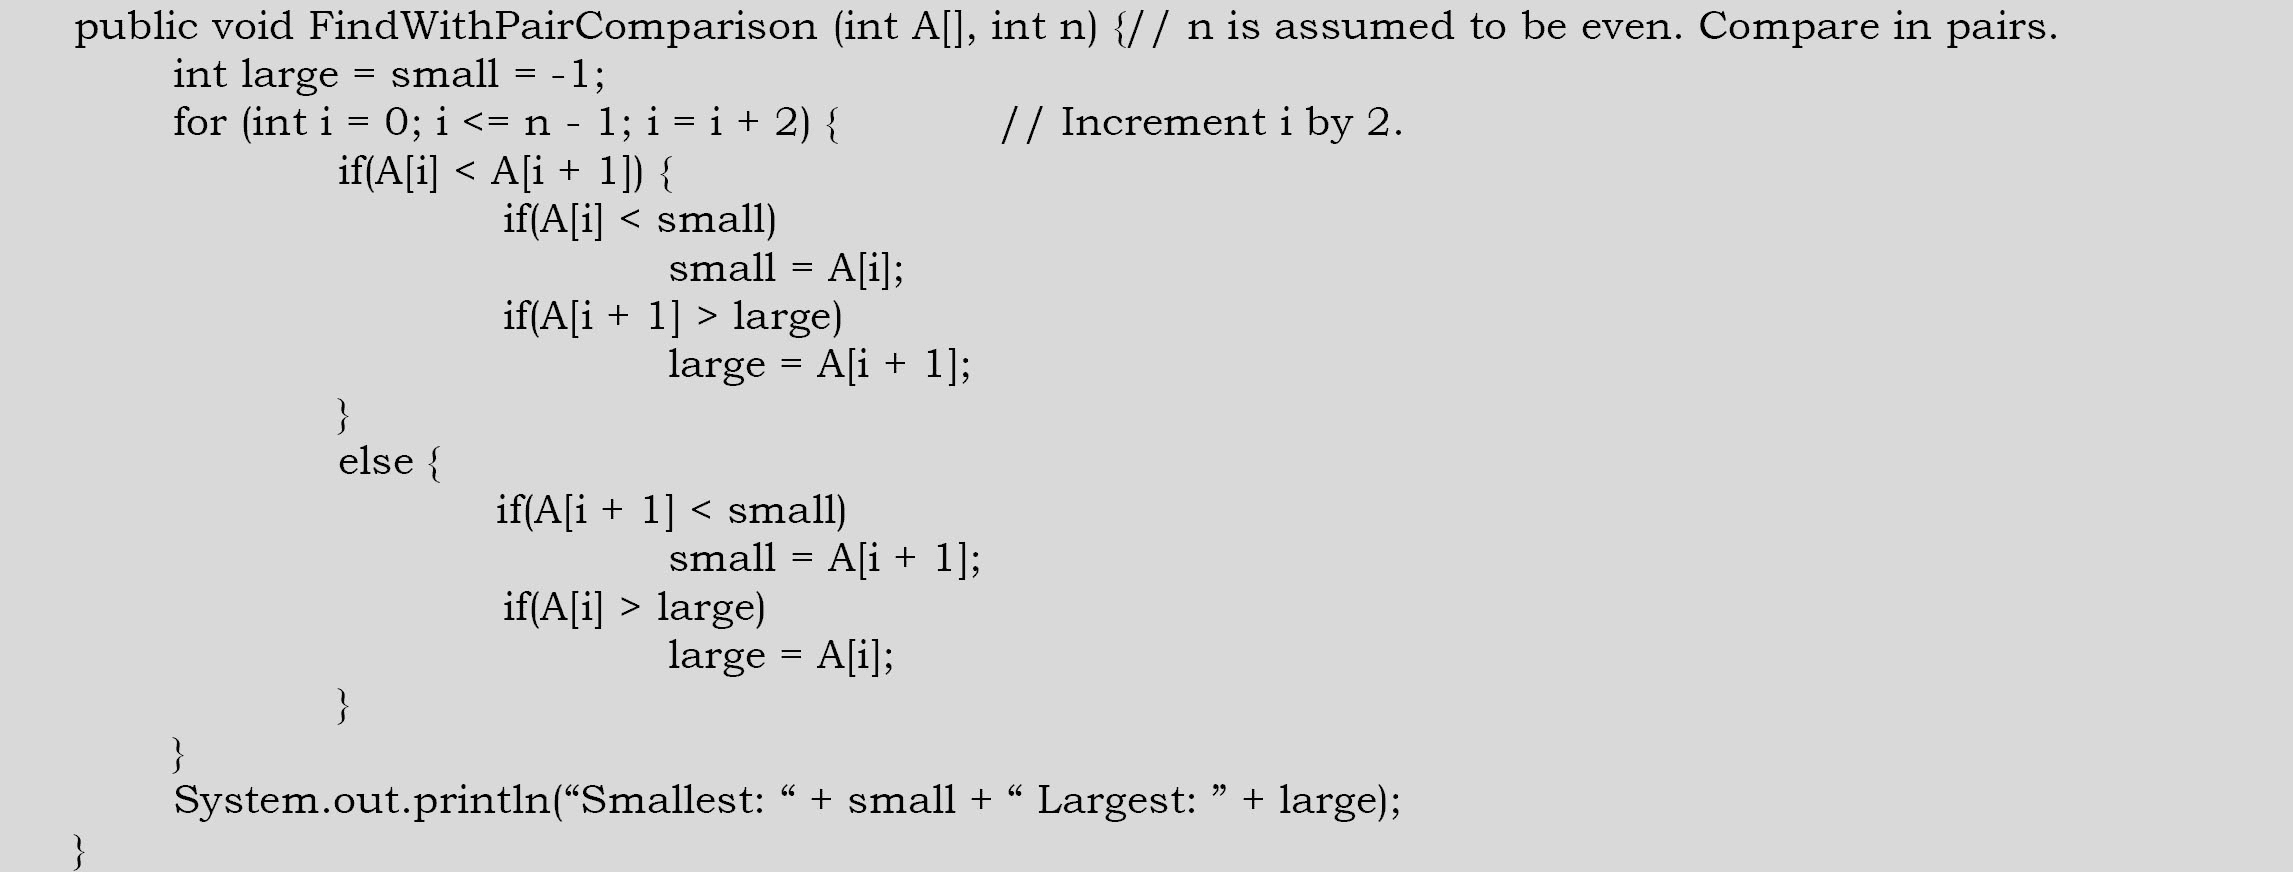 public void FindWithPairComparison (int A[], int n) {// n is assumed to be even. Compare in pairs.
int large = small = -1;
for (int i = 0; i <= n - 1; i = i + 2) { // Increment i by 2.
if(A[i] < A[i + 1]) {
if(A[i] < small)
small = A[i];
if(A[i + 1] > large)
large = A[i + 1];
}
else {
if(A[i + 1] < small)
small = A[i + 1];
if(A[i] > large)
large = A[i];
}
}
System.out.println(“Smallest: “ + small + “ Largest: ” + large);
}